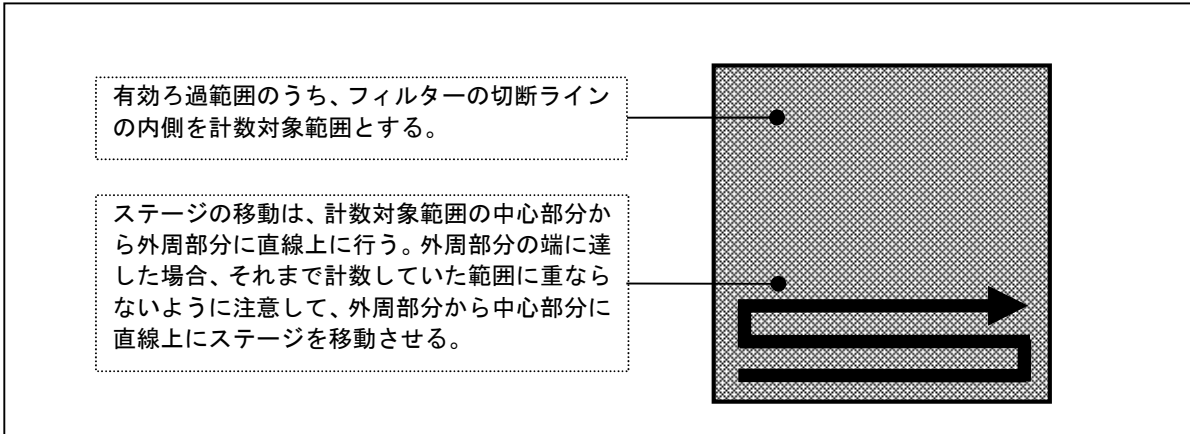 有効ろ過範囲のうち、フィルターの切断ライン
の内側を計数対象範囲とする。
ステージの移動は、計数対象範囲の中心部分か
ら外周部分に直線上に行う。外周部分の端に達
した場合、それまで計数していた範囲に重なら
ないように注意して、外周部分から中心部分に
直線上にステージを移動させる。